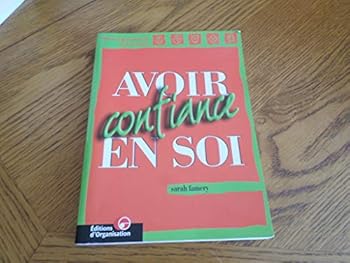 AVOIR
confiance
EN SOI
sarah famery
Éditions
d'Organisation